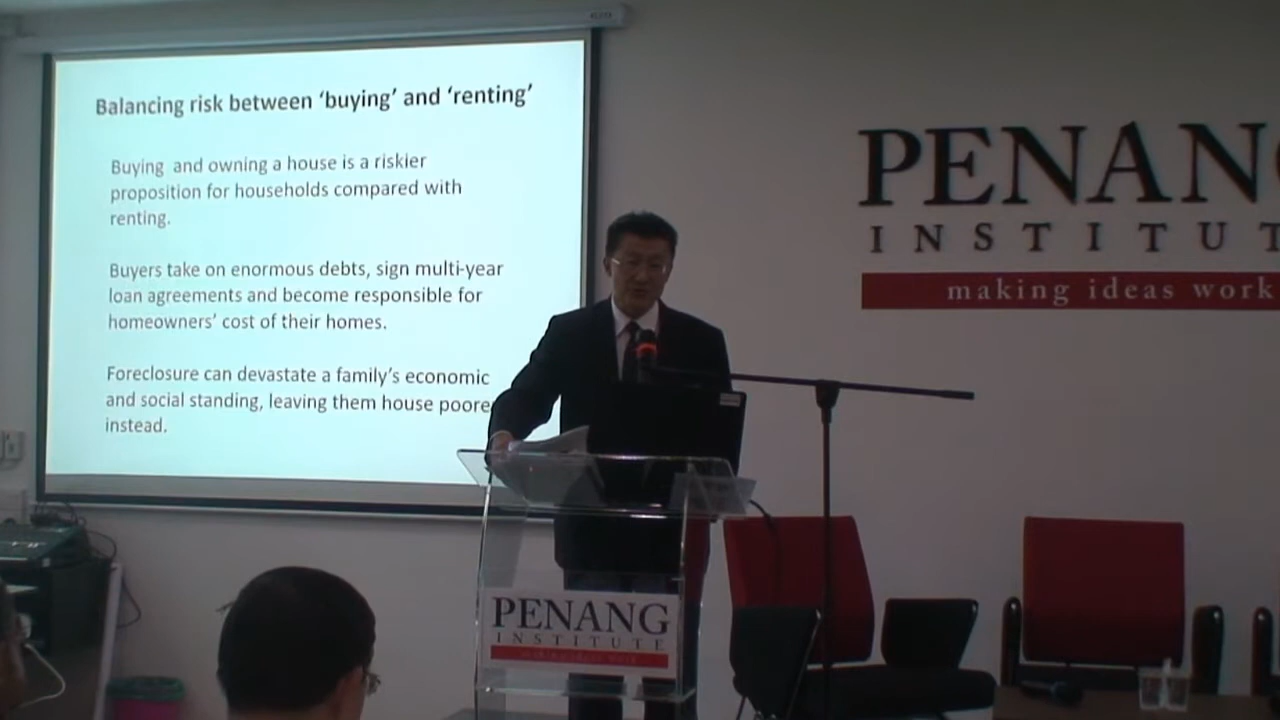 Balancing risk between ‘buying’ and ‘renting’
Buying and owning a house is a riskier
proposition for households compared with
renting.
Buyers take on enormous debts, sign multi-year
loan agreements and become responsible for
homeowners’ cost of their homes.
Foreclosure can devastate a family’s economic
and social standing, leaving them house poore
instead.
PENANG
INSTITUT
making ideas work
PENANG
INSTITUTE
making ideas work